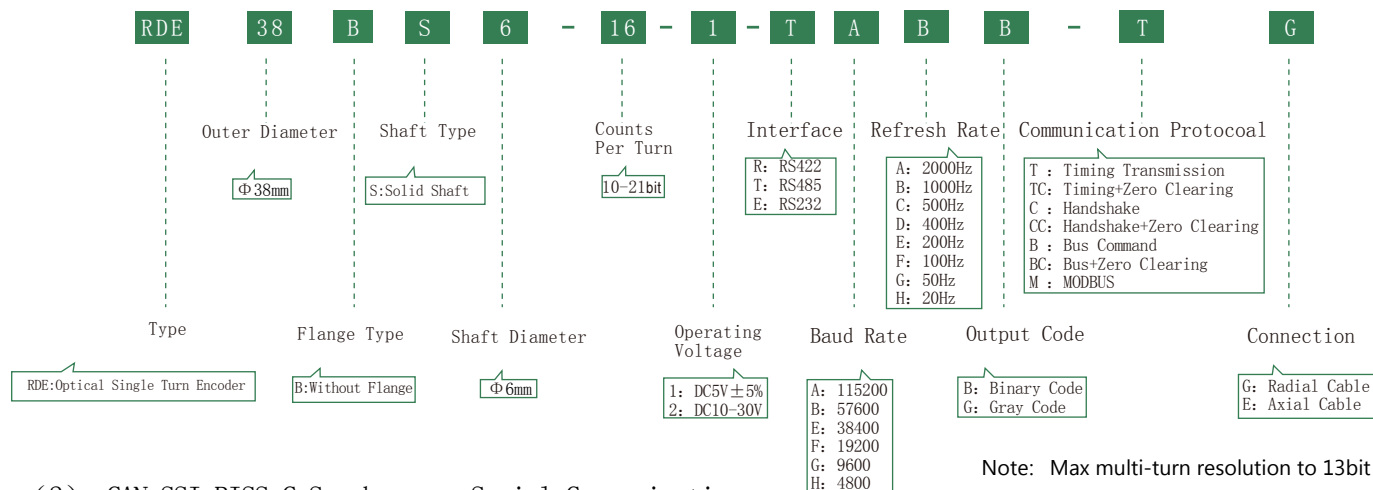 RDE 38 B S 6 - 16 - 1 - T A B B - T G
Outer Diameter
Φ38mm
Shaft Type
S:Solid Shaft
Counts
Per Turn
10-21bit
Interface
R: RS422
T: RS485
E: RS232
Refresh Rate
A: 2000Hz
B: 1000Hz
C: 500Hz
D: 400Hz
E: 200Hz
F: 100Hz
G: 50Hz
H: 20Hz
Communication Protocoal
T : Timing Transmission
TC: Timing+Zero Clearing
C : Handshake
CC: Handshake+Zero Clearing
B : Bus Command
BC: Bus+Zero Clearing
M : MODBUS
Type
RDE:Optical Single Turn Encoder
Flange Type
B:Without Flange
Shaft Diameter
Φ6mm
Operating
Voltage
1: DC5V±5%
2: DC10-30V
Baud Rate
A: 115200
B: 57600
E: 38400
F: 19200
G: 9600
H: 4800
Output Code
B: Binary Code
G: Gray Code
Connection
G: Radial Cable
E: Axial Cable
Note: Max multi-turn resolution to 13bit